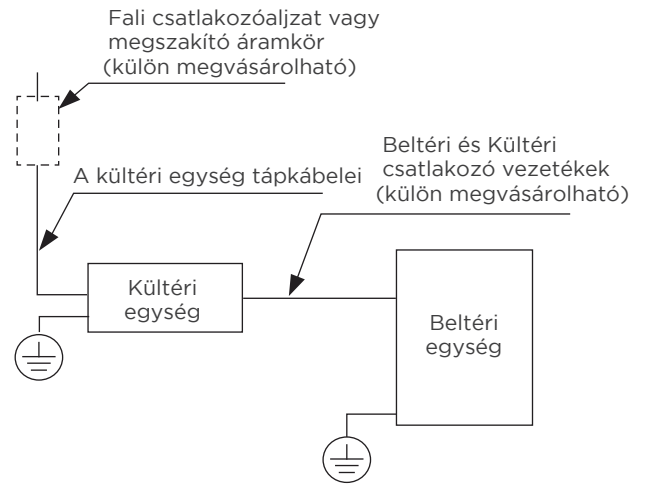 Fali csatlakozóaljzat vagy
megszakító áramkör
(külön megvásárolható)
A kültéri egység tápkábelei
Beltéri és Kültéri
csatlakozó vezetékek
(külön megvásárolható)
Kültéri
egység
Beltéri
egység